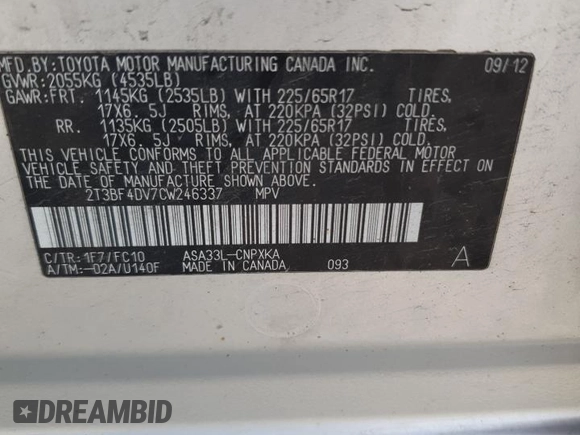 MFD.BY:TOYOTA MOTOR MANUFACTURING CANADA INC. 09/12
GVWR:2055KG (4535LB)
GAWR:FRT. 1145KG (2535LB) WITH 225/65R17 TIRES,
17X6. 5J RIMS, AT 220KPA (32PSI) COLD.
RR. 1135KG (2505LB) WITH 225/65R17 TIRES,
17X6. 5J RIMS, AT 220KPA (32PSI) COLD.
THIS VEHICLE CONFORMS TO ALL APPLICABLE FEDERAL MOTOR
VEHICLE SAFETY AND THEFT PREVENTION STANDARDS IN EFFECT
ON THE DATE OF MANUFACTURE SHOWN ABOVE.
2T3BF4DV7CW246337 MPV
C/TR:1F7/FC10 ASA33L-CNPXKA
A/TM:-02A/U140F MADE IN CANADA 093 A
DREAMBID